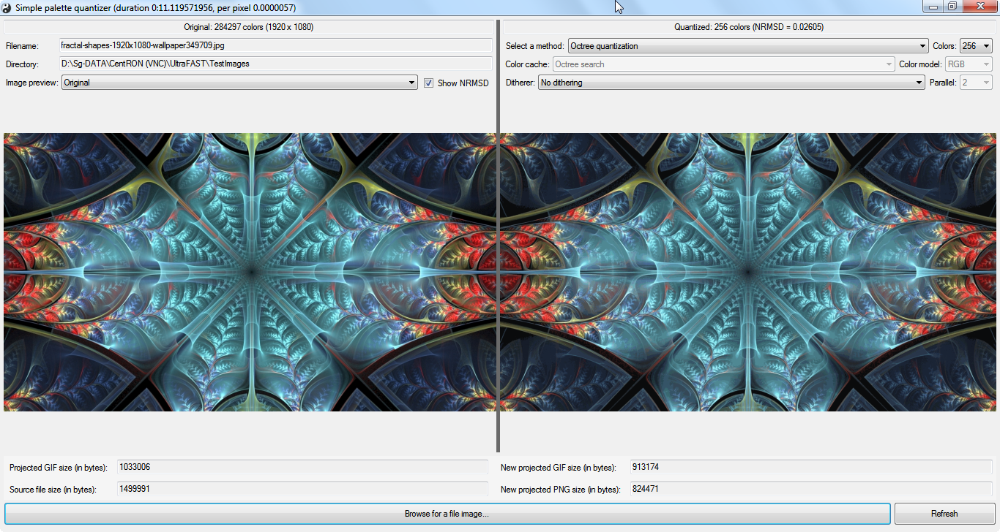 Simple palette quantizer (duration 0:11.119571956, per pixel 0.0000057)
Original: 284297 colors (1920 x 1080)
Filename: fractal-shapes-1920x1080-wallpaper349709.jpg
Directory: D:\Sg-DATA\CentRON (VNC)\UltraFAST\TestImages
Image preview: Original Show NRMSD
Quantized: 256 colors (NRMSD = 0.02605)
Select a method: Octree quantization Colors: 256
Color cache: Octree search Color model: RGB
Ditherer: No dithering Parallel: 2
Projected GIF size (in bytes): 1033006
Source file size (in bytes): 1499991
New projected GIF size (in bytes): 913174
New projected PNG size (in bytes): 824471
Browse for a file image... Refresh